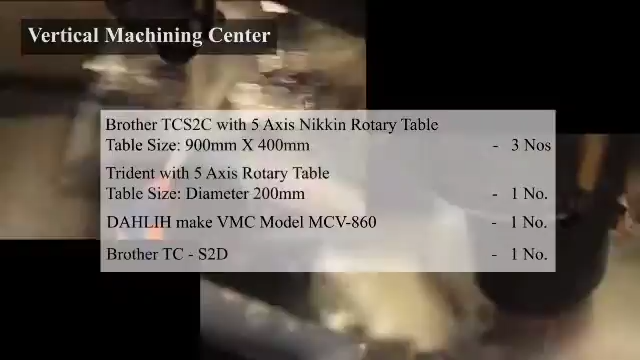 Vertical Machining Center
Brother TCS2C with 5 Axis Nikkin Rotary Table
Table Size: 900mm X 400mm - 3 Nos
Trident with 5 Axis Rotary Table
Table Size: Diameter 200mm - 1 No.
DAHLIH make VMC Model MCV-860 - 1 No.
Brother TC - S2D - 1 No.